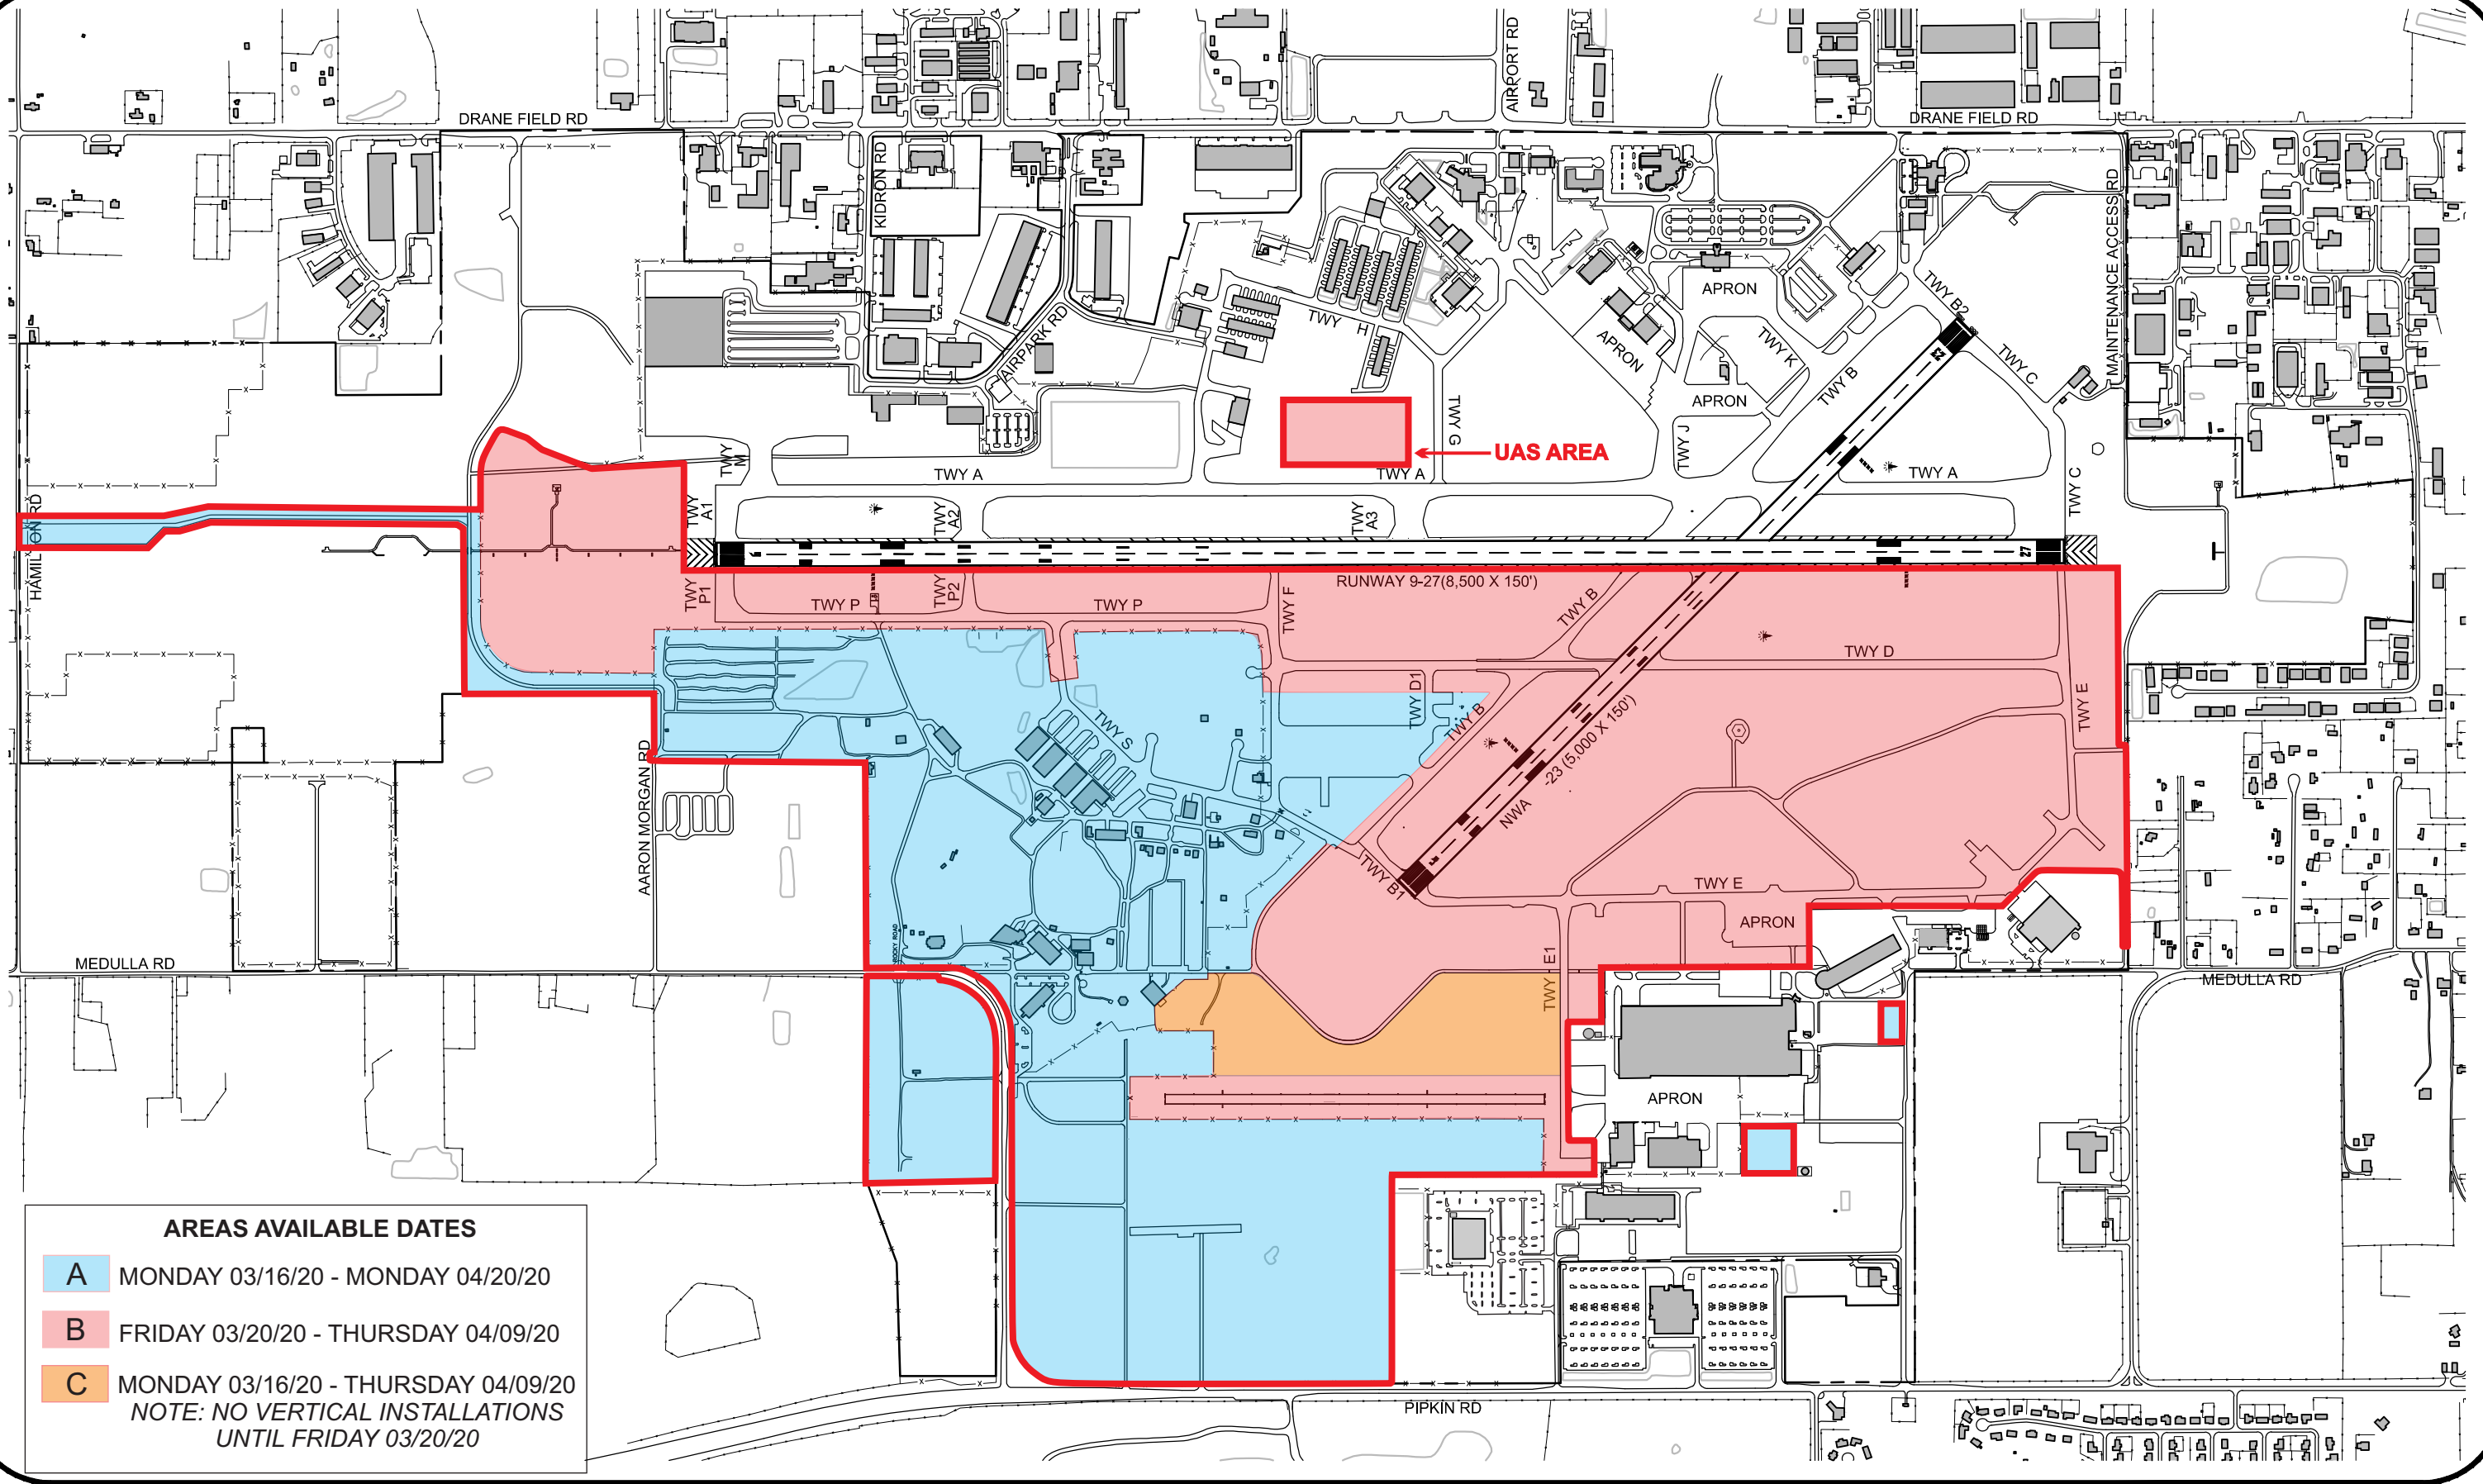 AIRPORT RD
DRANE FIELD RD
DRANE FIELD RD
KIDRON RD
MAINTENANCE ACCESS RD
TWY B2
APRON
TWY H
AIRPARK RD
APRON
TWY K
23
TWY C
TWY B
APRON
TWY G
TWY J
TWY M
UAS AREA
TWY A
TWY A
TWY A
TWY C
HAMILTON RD
TWY A1
TWY A2
TWY A3
27
RUNWAY 9-27(8,500 X 150')
TWY P1
TWY P
TWY P2
TWY P
TWY F
TWY B
TWY D
TWY D1
TWY B
TWY E
TWY S
-23 (5,000 X 150')
NWA
AARON MORGAN RD
TWY B1
TWY E
APRON
ROCKY ROAD
TWY E1
MEDULLA RD
MEDULLA RD
APRON
AREAS AVAILABLE DATES
A MONDAY 03/16/20 - MONDAY 04/20/20
B FRIDAY 03/20/20 - THURSDAY 04/09/20
C MONDAY 03/16/20 - THURSDAY 04/09/20
NOTE: NO VERTICAL INSTALLATIONS
UNTIL FRIDAY 03/20/20
PIPKIN RD